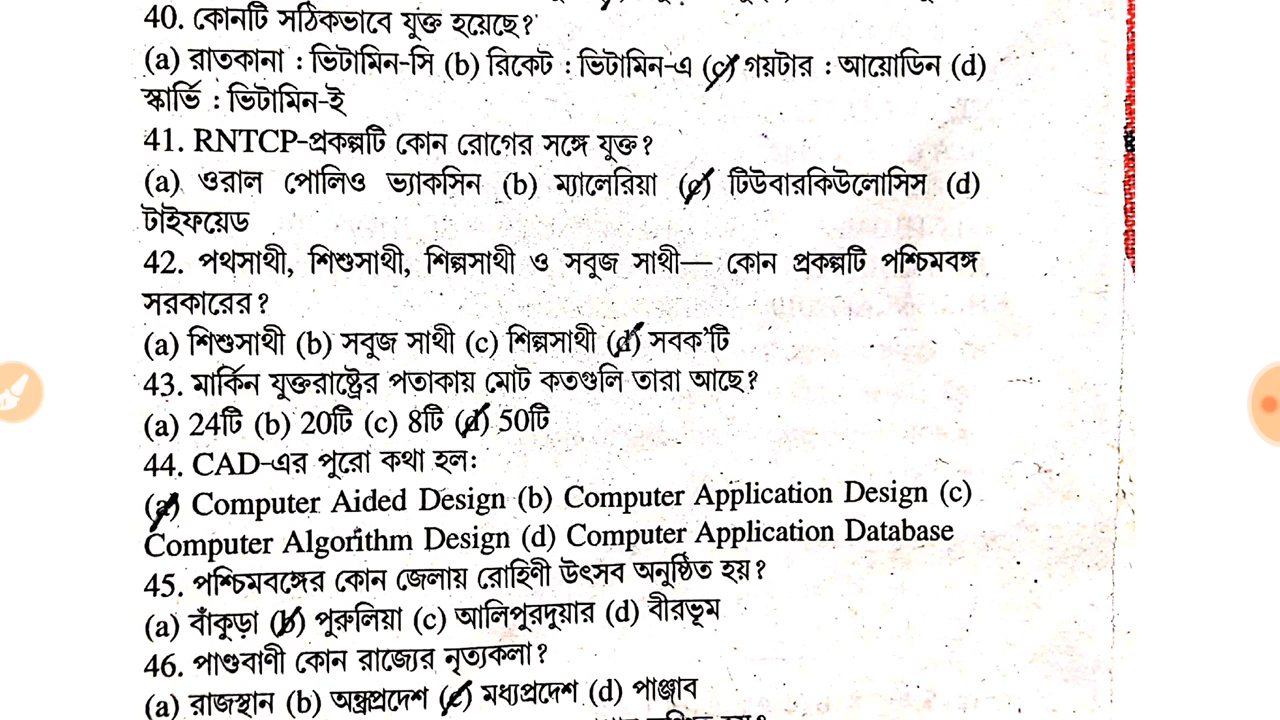 40. কোনটি সঠিকভাবে যুক্ত হয়েছে?
(a) রাতকানা : ভিটামিন-সি (b) রিকেট : ভিটামিন-এ (c) গয়টার : আয়োডিন (d)
স্কার্ভি : ভিটামিন-ই
41. RNTCP-প্রকল্পটি কোন রোগের সঙ্গে যুক্ত?
(a) ওরাল পোলিও ভ্যাকসিন (b) ম্যালেরিয়া (c) টিউবারকিউলোসিস (d)
টাইফয়েড
42. পথসাথী, শিশুসাথী, শিল্পসাথী ও সবুজ সাথী— কোন প্রকল্পটি পশ্চিমবঙ্গ
সরকারের?
(a) শিশুসাথী (b) সবুজ সাথী (c) শিল্পসাথী (d) সবক'টি
43. মার্কিন যুক্তরাষ্ট্রের পতাকায় মোট কতগুলি তারা আছে?
(a) 24টি (b) 20টি (c) 8টি (d) 50টি
44. CAD-এর পুরো কথা হল:
(a) Computer Aided Design (b) Computer Application Design (c)
Computer Algorithm Design (d) Computer Application Database
45. পশ্চিমবঙ্গের কোন জেলায় রোহিণী উৎসব অনুষ্ঠিত হয়?
(a) বাঁকুড়া (b) পুরুলিয়া (c) আলিপুরদুয়ার (d) বীরভূম
46. পাণ্ডবাণী কোন রাজ্যের নৃত্যকলা?
(a) রাজস্থান (b) অন্ধ্রপ্রদেশ (c) মধ্যপ্রদেশ (d) পাঞ্জাব